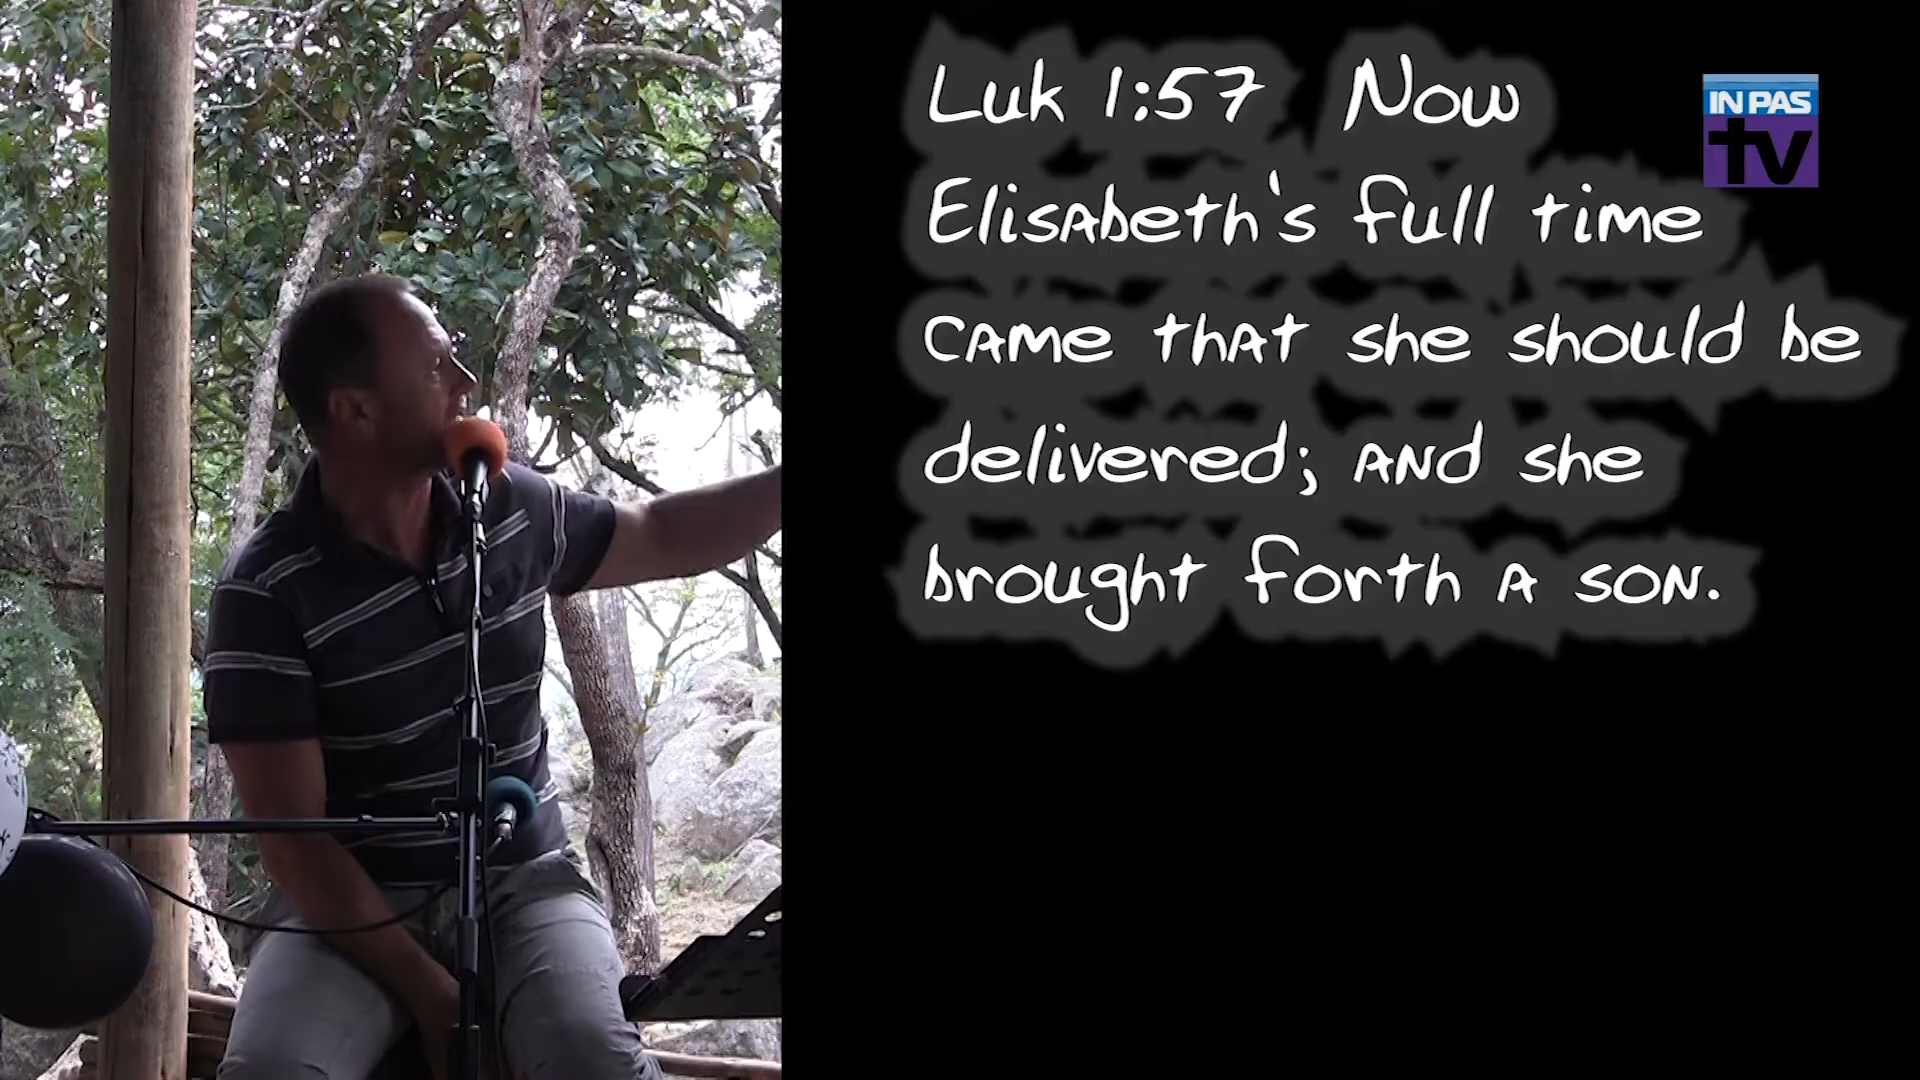 Luk 1:57 Now
Elisabeth's full time
came that she should be
delivered; and she
brought forth a son.
IN PAS
tv